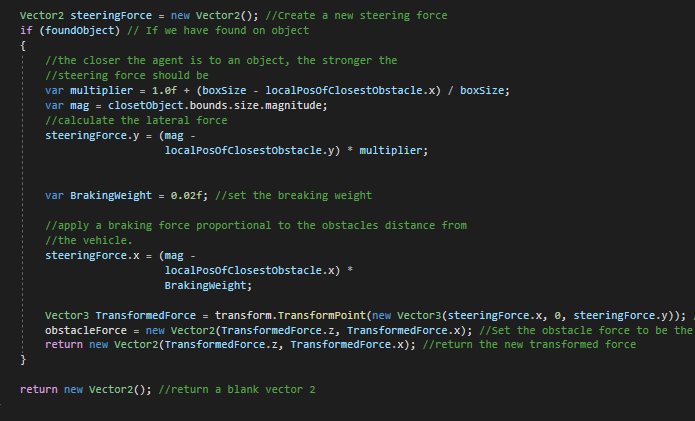 Vector2 steeringForce = new Vector2(); //Create a new steering force
if (foundObject) // If we have found on object
{
//the closer the agent is to an object, the stronger the
//steering force should be
var multiplier = 1.0f + (boxSize - localPosOfClosestObstacle.x) / boxSize;
var mag = closetObject.bounds.size.magnitude;
//calculate the lateral force
steeringForce.y = (mag -
localPosOfClosestObstacle.y) * multiplier;
var BrakingWeight = 0.02f; //set the breaking weight
//apply a braking force proportional to the obstacles distance from
//the vehicle.
steeringForce.x = (mag -
localPosOfClosestObstacle.x) *
BrakingWeight;
Vector3 TransformedForce = transform.TransformPoint(new Vector3(steeringForce.x, 0, steeringForce.y)); /
obstacleForce = new Vector2(TransformedForce.z, TransformedForce.x); //Set the obstacle force to be the
return new Vector2(TransformedForce.z, TransformedForce.x); //return the new transformed force
}
return new Vector2(); //return a blank vector 2